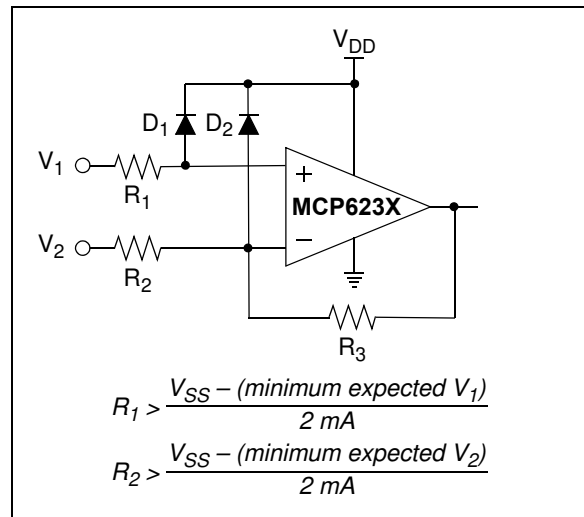 V_DD
D_1 D_2
V_1
R_1
+
MCP623X
V_2
R_2
–
R_3
R_1 > V_SS – (minimum expected V_1) / 2 mA
R_2 > V_SS – (minimum expected V_2) / 2 mA